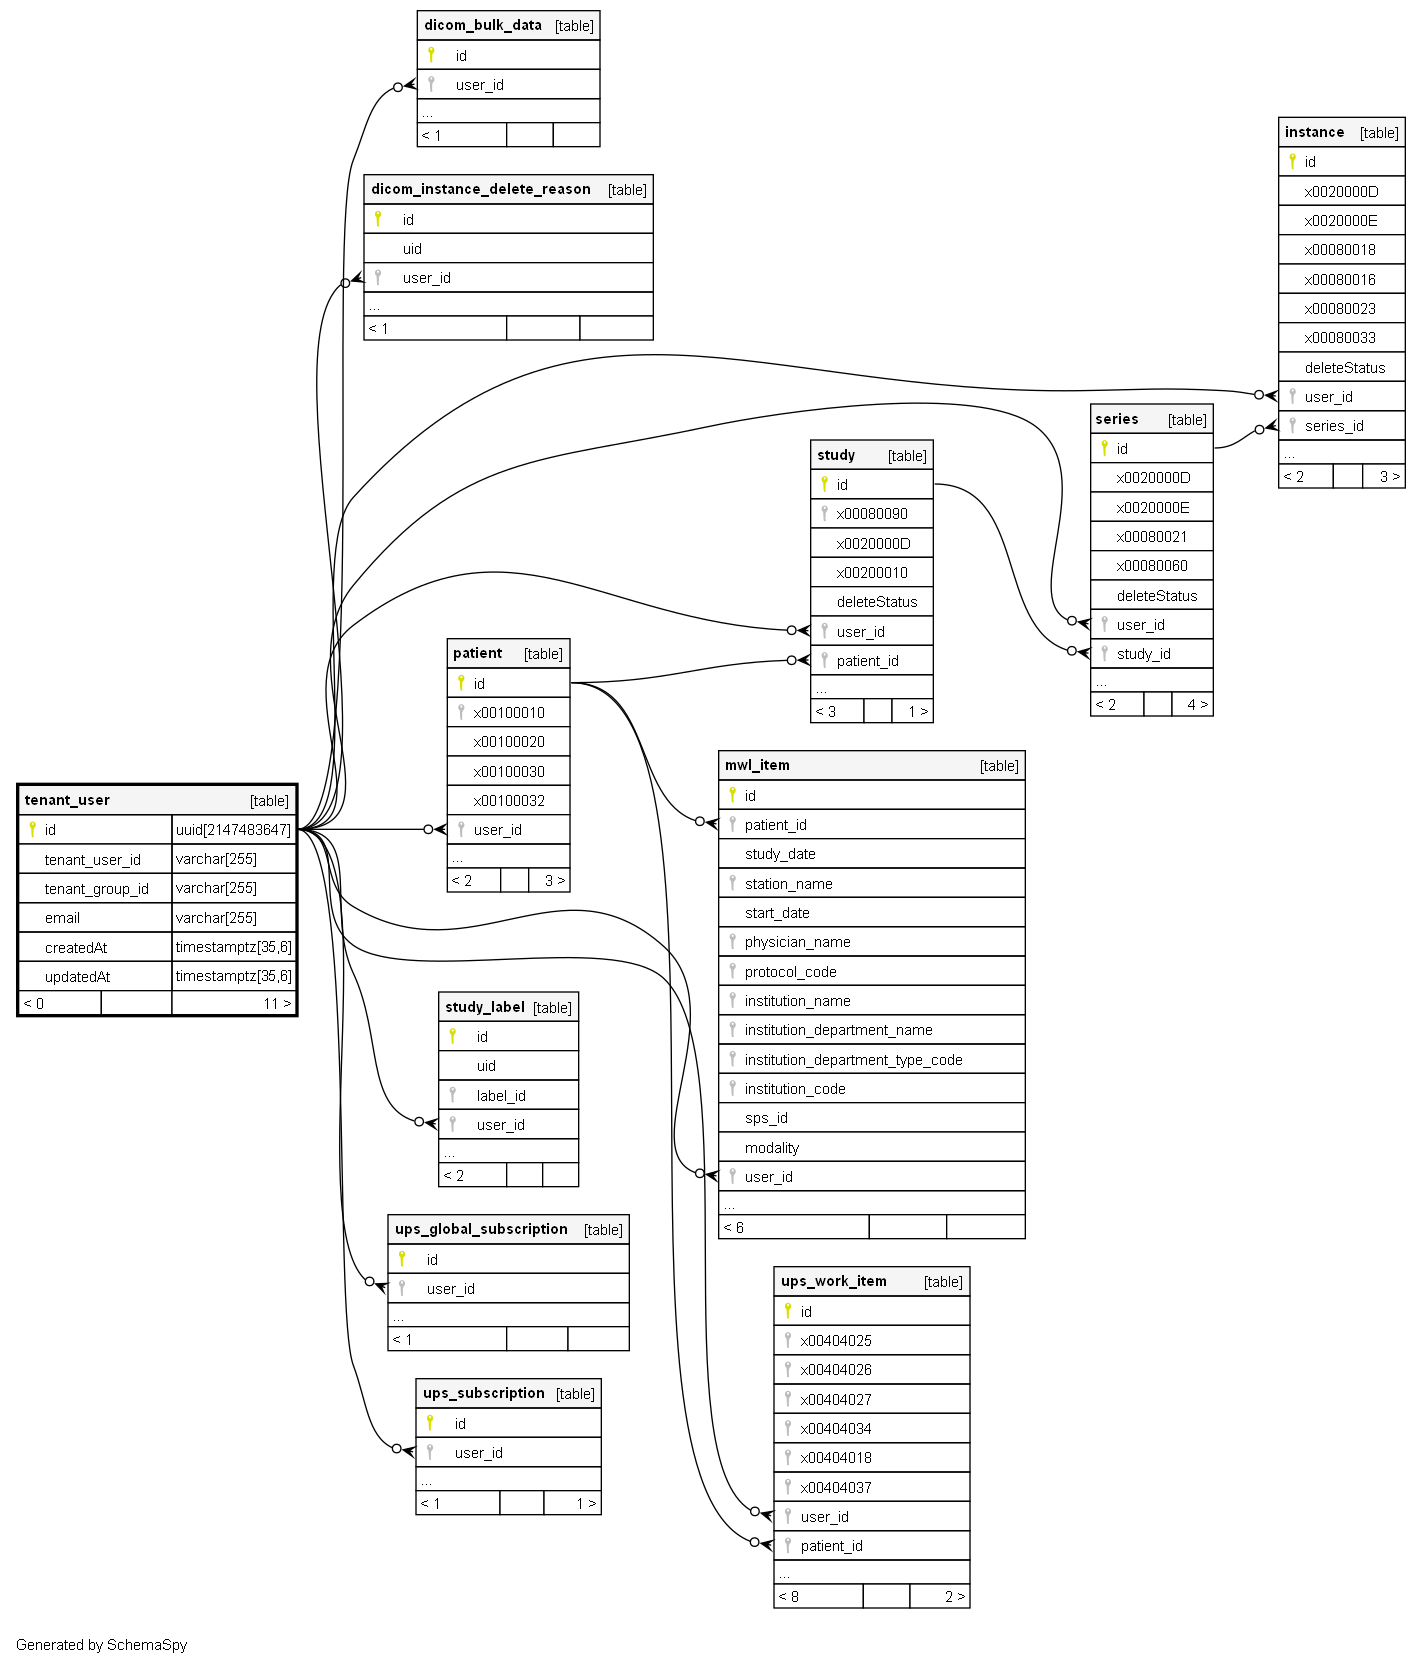 dicom_bulk_data [table]
id
user_id
...
< 1
dicom_instance_delete_reason [table]
id
uid
user_id
...
< 1
instance [table]
id
x0020000D
x0020000E
x00080018
x00080016
x00080023
x00080033
deleteStatus
user_id
series_id
...
< 2 3 >
series [table]
id
x0020000D
x0020000E
x00080021
x00080060
deleteStatus
user_id
study_id
...
< 2 4 >
study [table]
id
x00080090
x0020000D
x00200010
deleteStatus
user_id
patient_id
...
< 3 1 >
patient [table]
id
x00100010
x00100020
x00100030
x00100032
user_id
...
< 2 3 >
mwl_item [table]
id
patient_id
study_date
station_name
start_date
physician_name
protocol_code
institution_name
institution_department_name
institution_department_type_code
institution_code
sps_id
modality
user_id
...
< 6
tenant_user [table]
id uuid[2147483647]
tenant_user_id varchar[255]
tenant_group_id varchar[255]
email varchar[255]
createdAt timestamptz[35,6]
updatedAt timestamptz[35,6]
< 0 11 >
study_label [table]
id
uid
label_id
user_id
...
< 2
ups_global_subscription [table]
id
user_id
...
< 1
ups_work_item [table]
id
x00404025
x00404026
x00404027
x00404034
x00404018
x00404037
user_id
patient_id
...
< 8 2 >
ups_subscription [table]
id
user_id
...
< 1 1 >
Generated by SchemaSpy